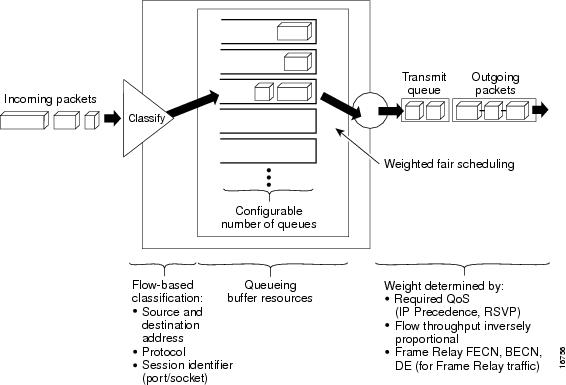 Incoming packets
Classify
Transmit
queue
Outgoing
packets
Weighted fair scheduling
Configurable
number of queues
Flow-based
classification:
• Source and
destination
address
• Protocol
• Session identifier
(port/socket)
Queueing
buffer resources
Weight determined by:
• Required QoS
(IP Precedence, RSVP)
• Flow throughput inversely
proportional
• Frame Relay FECN, BECN,
DE (for Frame Relay traffic)
16756